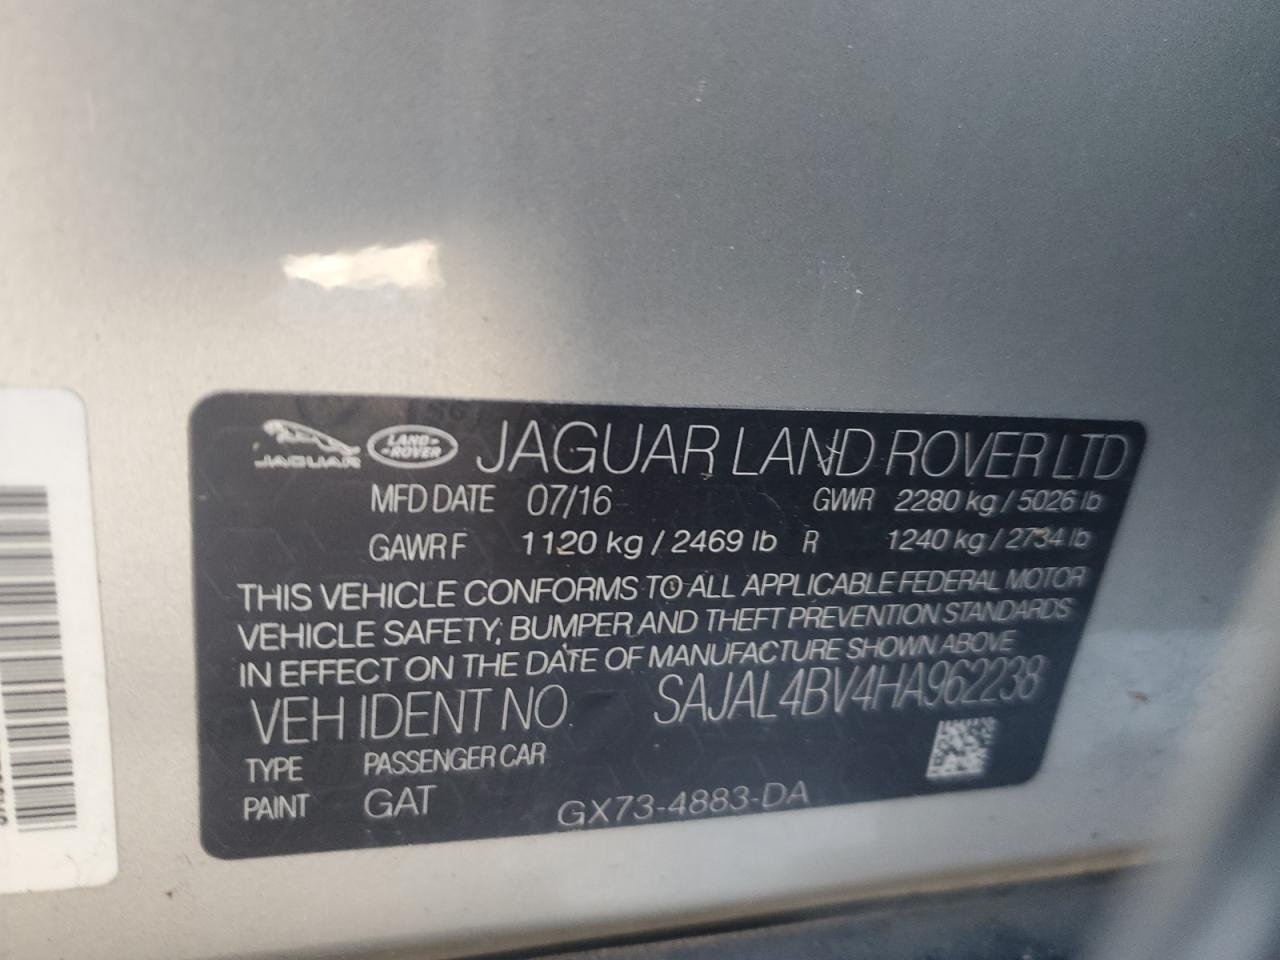 JAGUAR LAND ROVER JAGUAR LAND ROVER LTD
MFD DATE 07/16 GWWR 2280 kg / 5026 lb
GAWR F 1120 kg / 2469 lb R 1240 kg / 2734 lb
THIS VEHICLE CONFORMS TO ALL APPLICABLE FEDERAL MOTOR
VEHICLE SAFETY, BUMPER AND THEFT PREVENTION STANDARDS
IN EFFECT ON THE DATE OF MANUFACTURE SHOWN ABOVE
VEH IDENT NO. SAJAL4BV4HA962238
TYPE PASSENGER CAR
PAINT GAT GX73-4883-DA